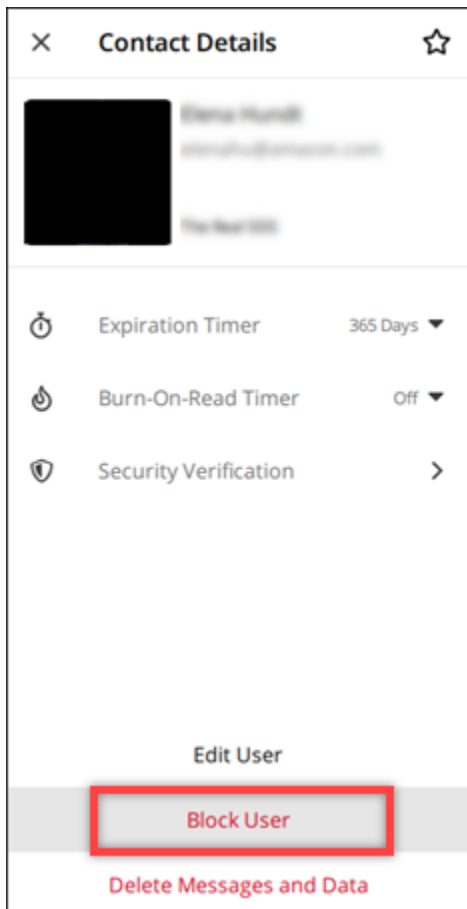 Contact Details
Expiration Timer 365 Days
Burn-On-Read Timer Off
Security Verification
Edit User
Block User
Delete Messages and Data